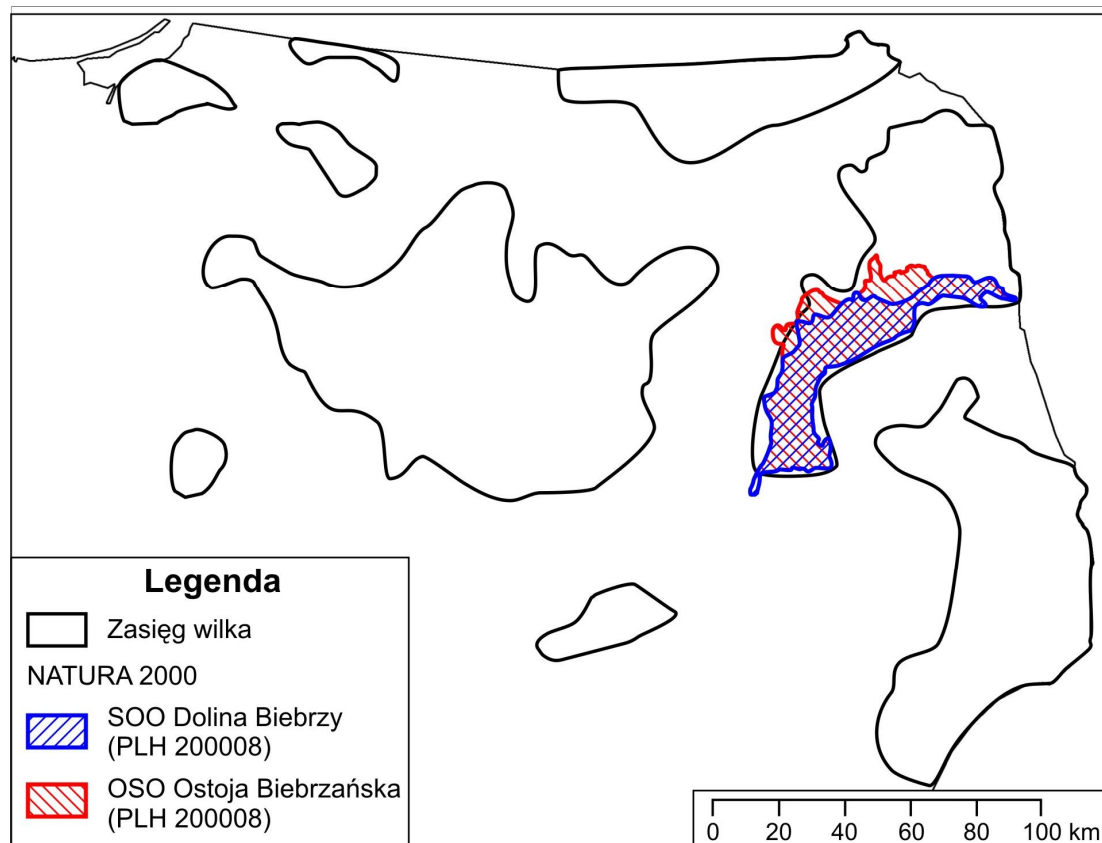 Legenda
Zasięg wilka
NATURA 2000
SOO Dolina Biebrzy
(PLH 200008)
OSO Ostoja Biebrzańska
(PLH 200008)
0 20 40 60 80 100 km